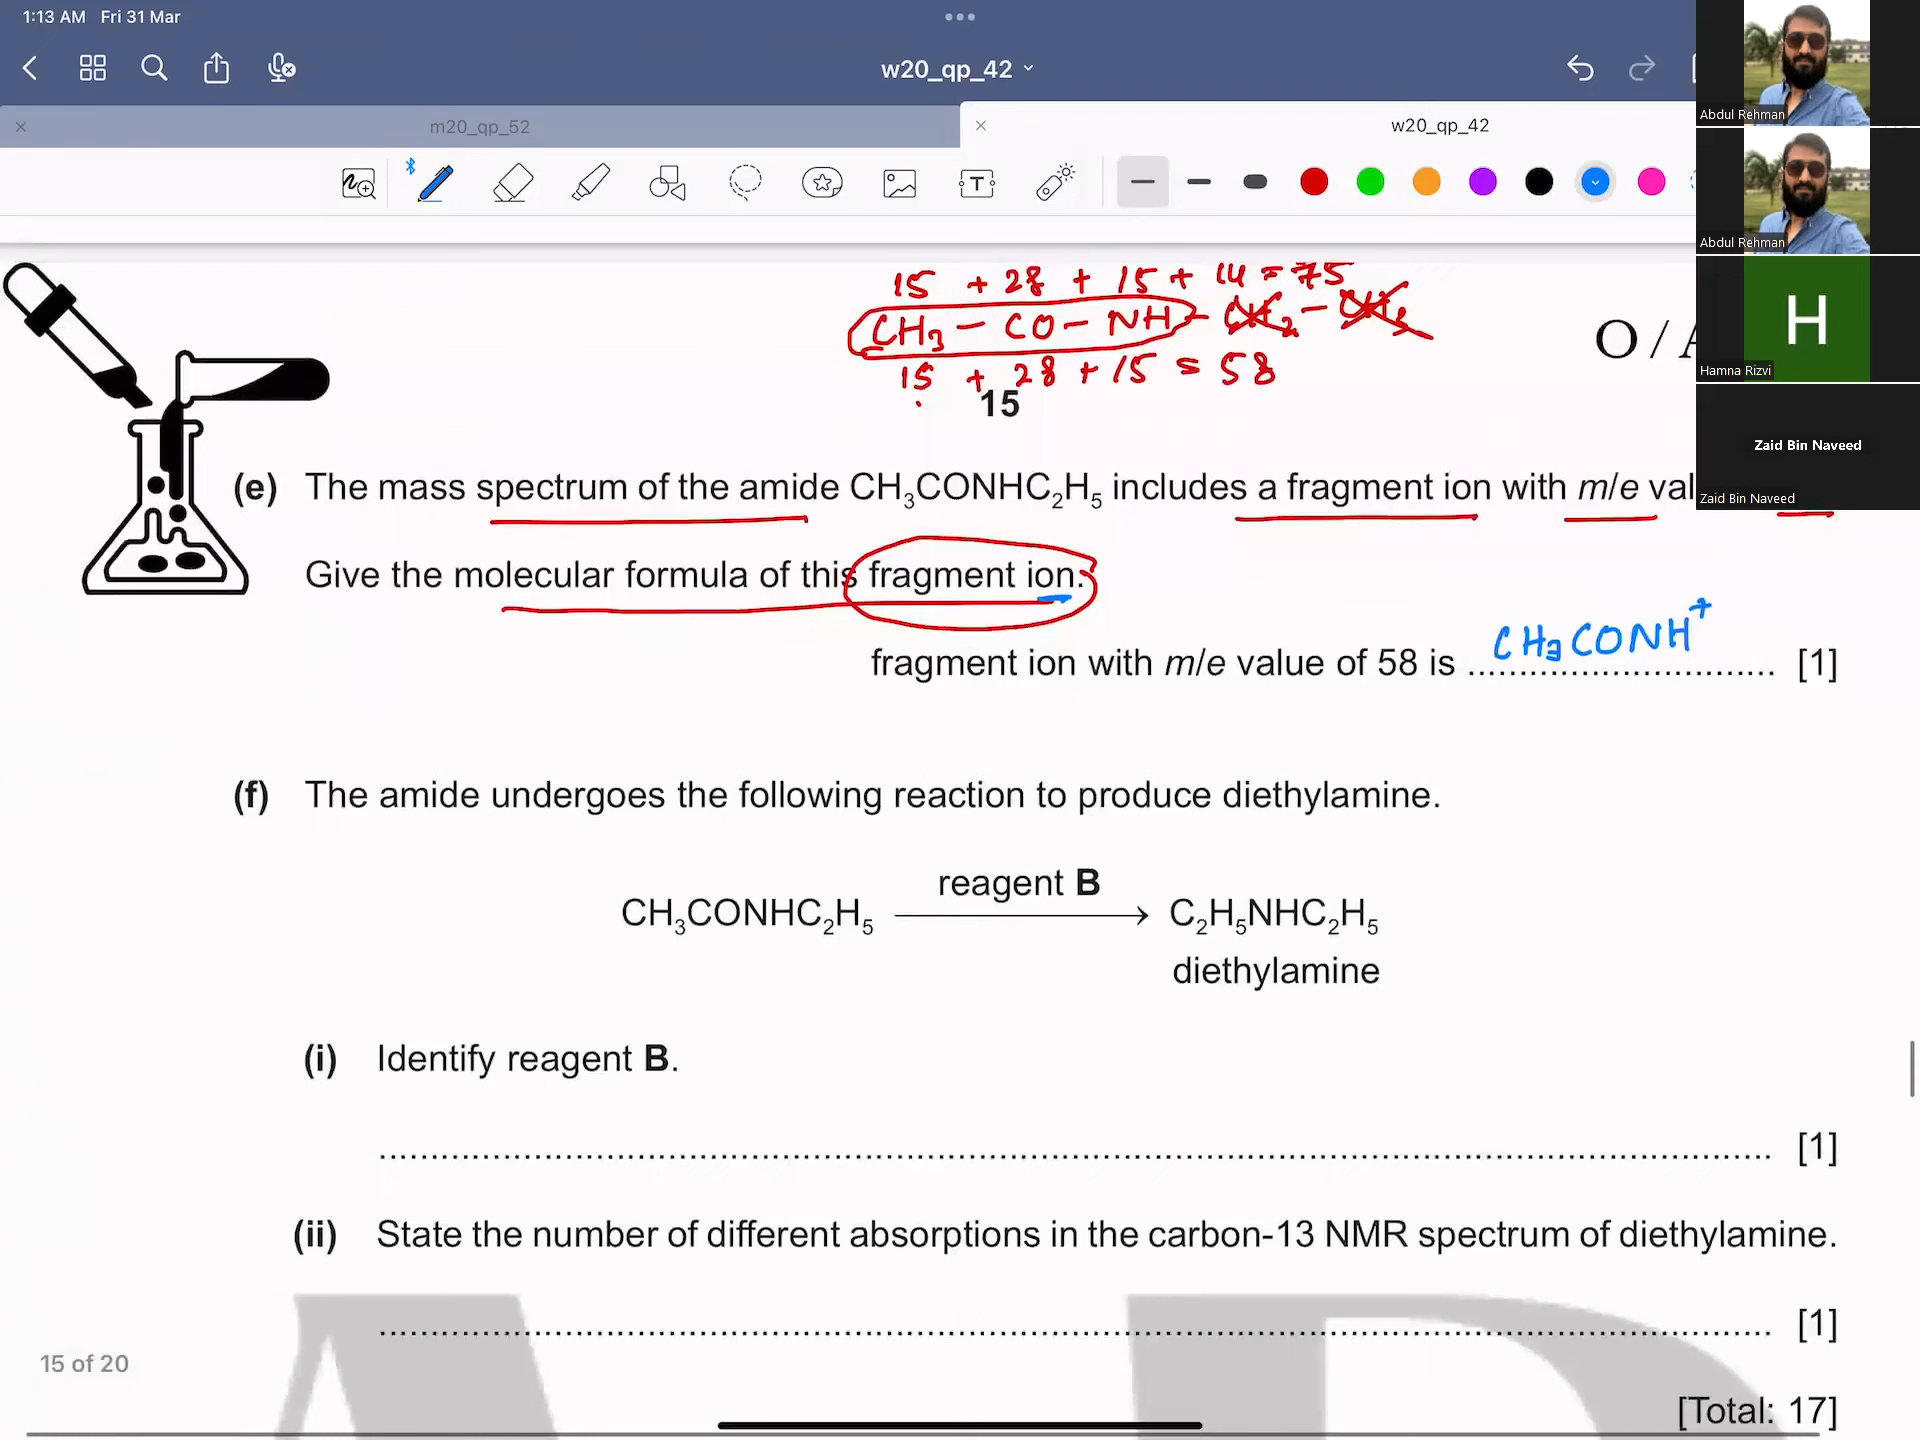 1:13 AM Fri 31 Mar
w20_qp_42
m20_qp_52
w20_qp_42
T
Abdul Rehman
Abdul Rehman
H
Hamna Rizvi
Zaid Bin Naveed
Zaid Bin Naveed
15 + 28 + 15 + 14 = 75
CH₃ – CO – NH –
15 + 28 + 15 = 58
O / A
15
(e) The mass spectrum of the amide CH₃CONHC₂H₅ includes a fragment ion with m/e val
Give the molecular formula of this fragment ion.
fragment ion with m/e value of 58 is CH₃CONH⁺ [1]
(f) The amide undergoes the following reaction to produce diethylamine.
reagent B
CH₃CONHC₂H₅ → C₂H₅NHC₂H₅
diethylamine
(i) Identify reagent B.
[1]
(ii) State the number of different absorptions in the carbon-13 NMR spectrum of diethylamine.
[1]
15 of 20
[Total: 17]